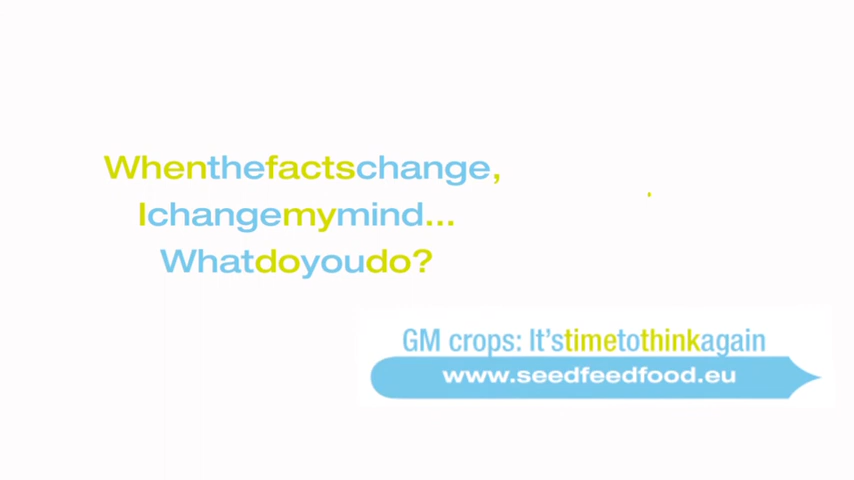 Whenthefactschange,
Ichangemymind...
Whatdoyoudo?
GM crops: It'stimetothinkagain
www.seedfeedfood.eu